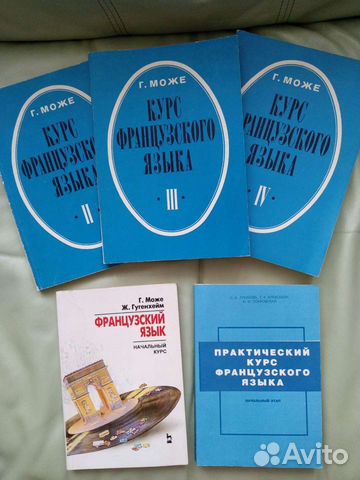 Г. МОЖЕ
КУРС
ФРАНЦУЗСКОГО
ЯЗЫКА
· II
Г. МОЖЕ
КУРС
ФРАНЦУЗСКОГО
ЯЗЫКА
· III ·
Г. МОЖЕ
КУРС
РАНЦУЗСКОГО
ЯЗЫКА
· IV ·
Г. Може
Ж. Гугенхейм
ФРАНЦУЗСКИЙ
ЯЗЫК
НАЧАЛЬНЫЙ
КУРС
ПРАКТИЧЕСКИЙ
КУРС
ФРАНЦУЗСКОГО
ЯЗЫКА
НАЧАЛЬНЫЙ ЭТАП
Avito